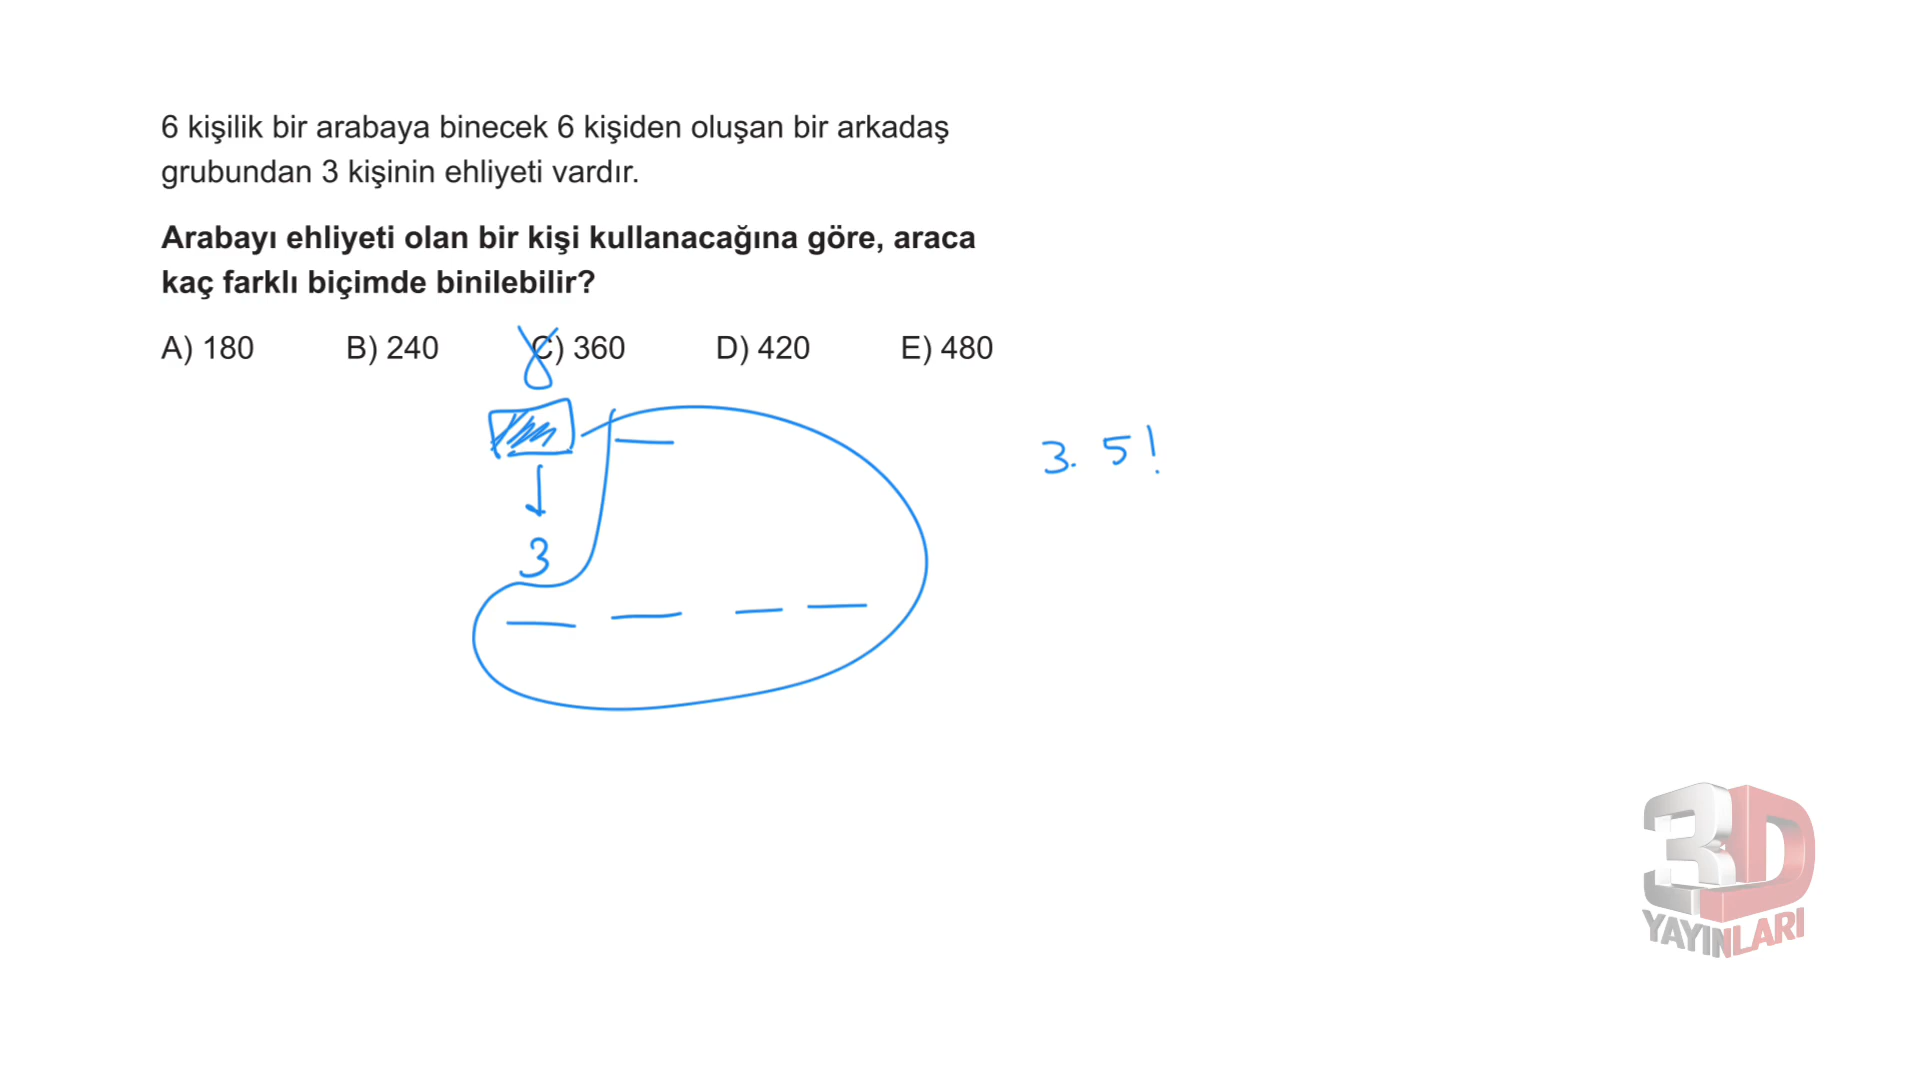 6 kişilik bir arabaya binecek 6 kişiden oluşan bir arkadaş
grubundan 3 kişinin ehliyeti vardır.
Arabayı ehliyeti olan bir kişi kullanacağına göre, araca
kaç farklı biçimde binilebilir?
A) 180 B) 240 C) 360 D) 420 E) 480
3. 5!
3
3D
YAYINLARI